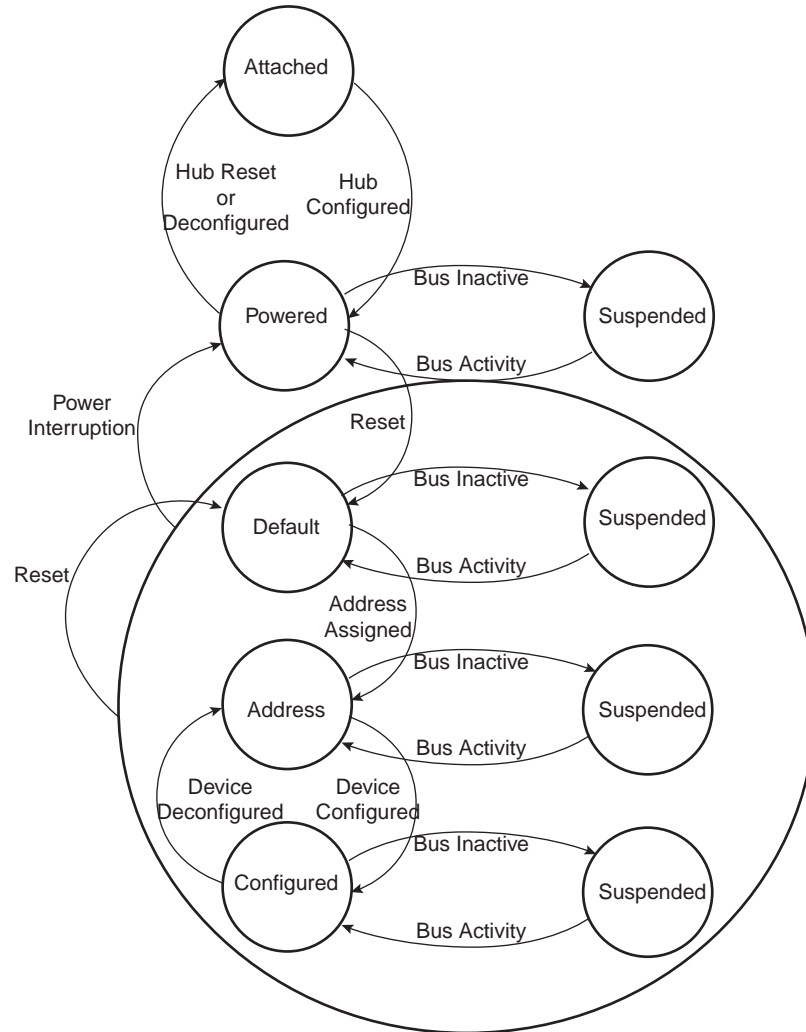 Attached
Hub Reset
or
Deconfigured
Hub
Configured
Powered
Bus Inactive
Suspended
Bus Activity
Power
Interruption
Reset
Default
Bus Inactive
Suspended
Bus Activity
Reset
Address
Assigned
Address
Bus Inactive
Suspended
Bus Activity
Device
Deconfigured
Device
Configured
Configured
Bus Inactive
Suspended
Bus Activity